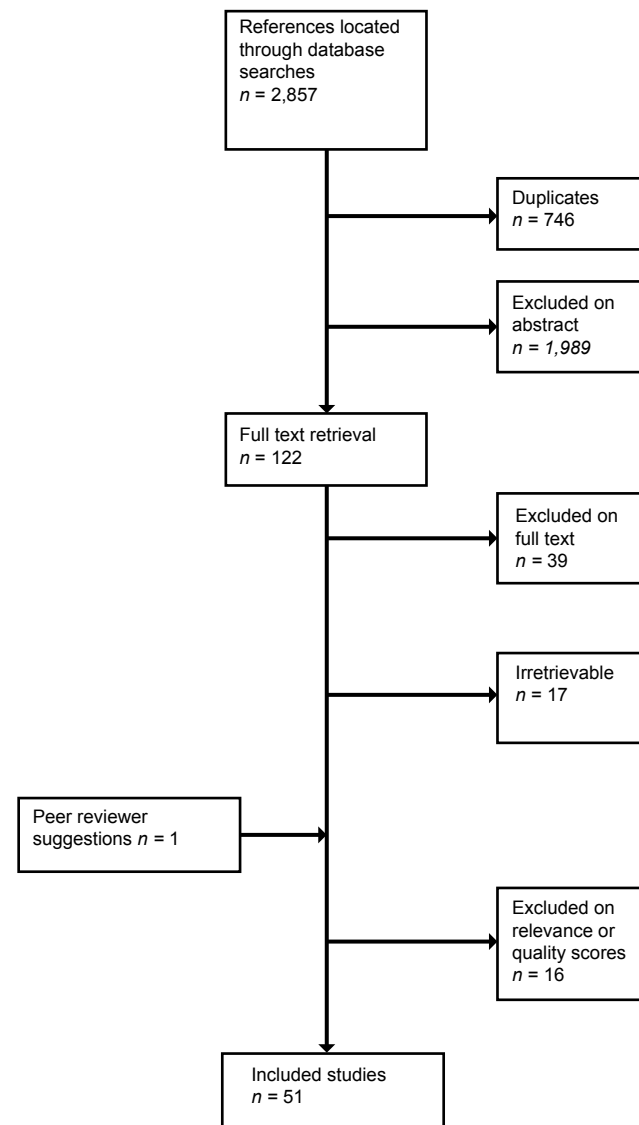 References located
through database
searches
n = 2,857
Duplicates
n = 746
Excluded on
abstract
n = 1,989
Full text retrieval
n = 122
Excluded on
full text
n = 39
Irretrievable
n = 17
Peer reviewer
suggestions n = 1
Excluded on
relevance or
quality scores
n = 16
Included studies
n = 51